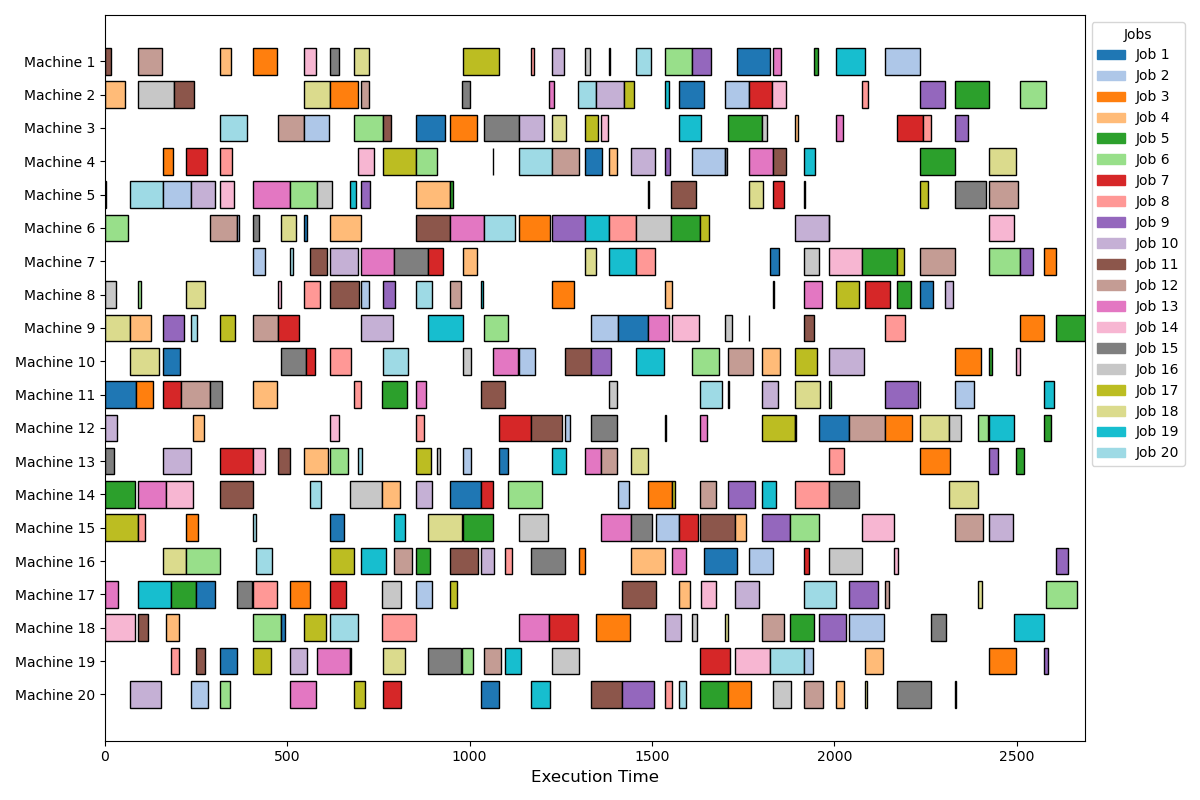 Machine 1
Machine 2
Machine 3
Machine 4
Machine 5
Machine 6
Machine 7
Machine 8
Machine 9
Machine 10
Machine 11
Machine 12
Machine 13
Machine 14
Machine 15
Machine 16
Machine 17
Machine 18
Machine 19
Machine 20
0 500 1000 1500 2000 2500
Execution Time
Jobs
Job 1
Job 2
Job 3
Job 4
Job 5
Job 6
Job 7
Job 8
Job 9
Job 10
Job 11
Job 12
Job 13
Job 14
Job 15
Job 16
Job 17
Job 18
Job 19
Job 20